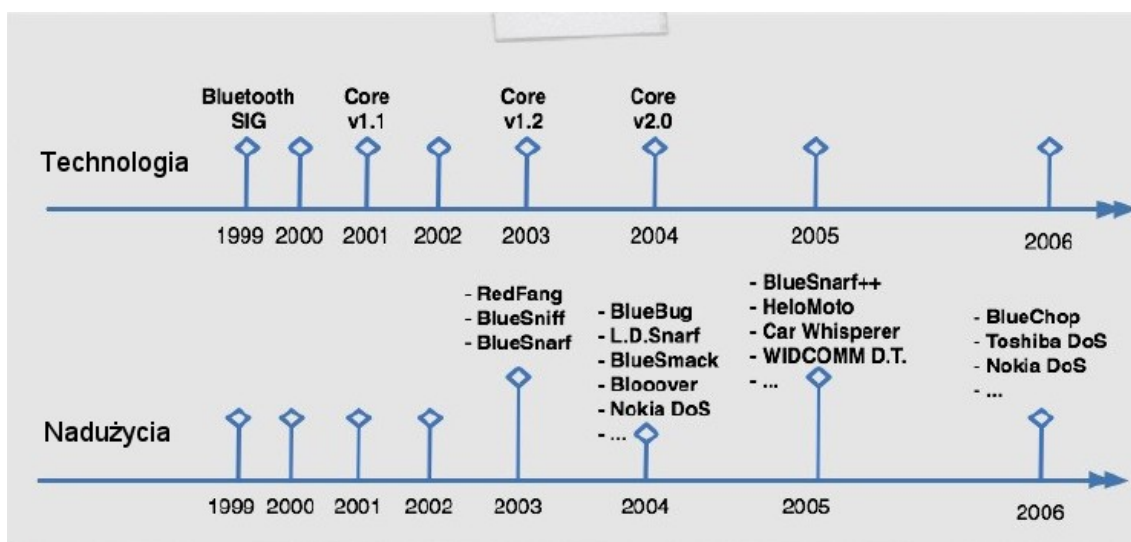 Bluetooth
SIG
Core
v1.1
Core
v1.2
Core
v2.0
Technologia
1999 2000 2001 2002 2003 2004 2005 2006
- RedFang
- BlueSniff
- BlueSnarf
- BlueBug
- L.D.Snarf
- BlueSmack
- Blooover
- Nokia DoS
- ...
- BlueSnarf++
- HeloMoto
- Car Whisperer
- WIDCOMM D.T.
- ...
- BlueChop
- Toshiba DoS
- Nokia DoS
- ...
Nadużycia
1999 2000 2001 2002 2003 2004 2005 2006